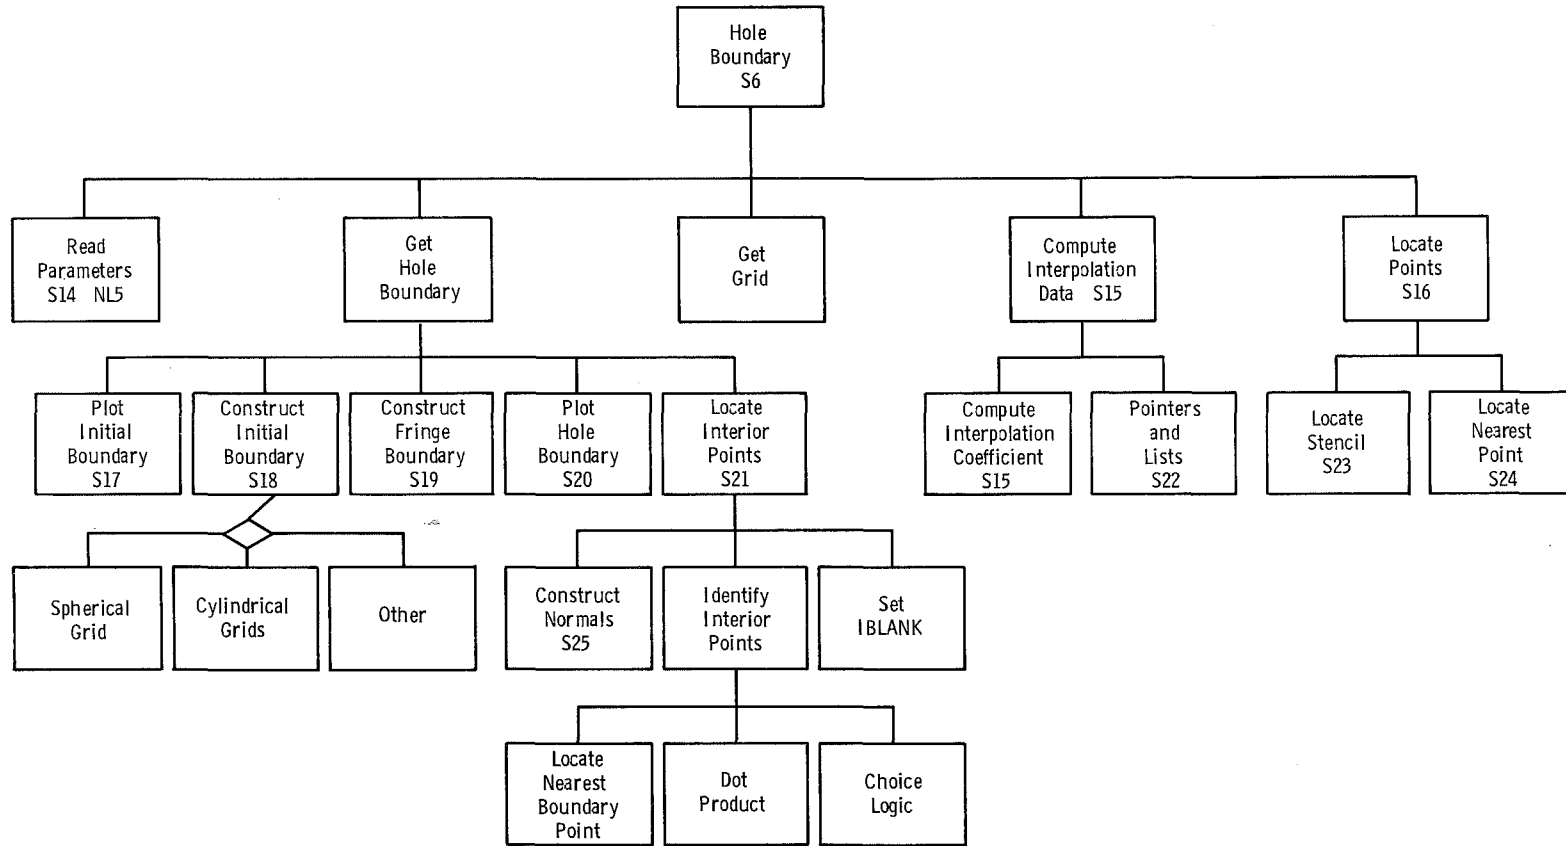 Hole
Boundary
S6
Read
Parameters
S14 NL5
Get
Hole
Boundary
Get
Grid
Compute
Interpolation
Data S15
Locate
Points
S16
Plot
Initial
Boundary
S17
Construct
Initial
Boundary
S18
Construct
Fringe
Boundary
S19
Plot
Hole
Boundary
S20
Locate
Interior
Points
S21
Compute
Interpolation
Coefficient
S15
Pointers
and
Lists
S22
Locate
Stencil
S23
Locate
Nearest
Point
S24
Spherical
Grid
Cylindrical
Grids
Other
Construct
Normals
S25
Identify
Interior
Points
Set
IBLANK
Locate
Nearest
Boundary
Point
Dot
Product
Choice
Logic